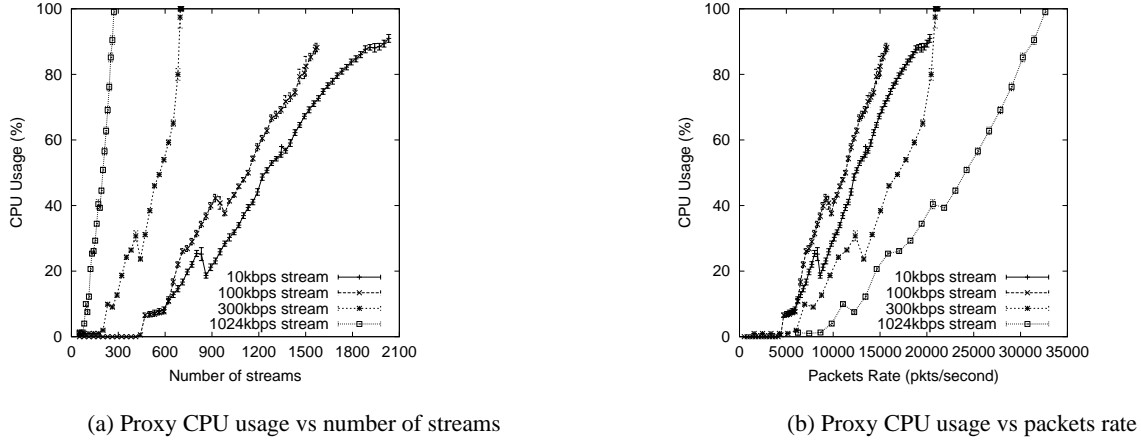 100
80
60
40
20
0
CPU Usage (%)
0 300 600 900 1200 1500 1800 2100
Number of streams
10kbps stream
100kbps stream
300kbps stream
1024kbps stream
(a) Proxy CPU usage vs number of streams
100
80
60
40
20
0
CPU Usage (%)
0 5000 10000 15000 20000 25000 30000 35000
Packets Rate (pkts/second)
10kbps stream
100kbps stream
300kbps stream
1024kbps stream
(b) Proxy CPU usage vs packets rate